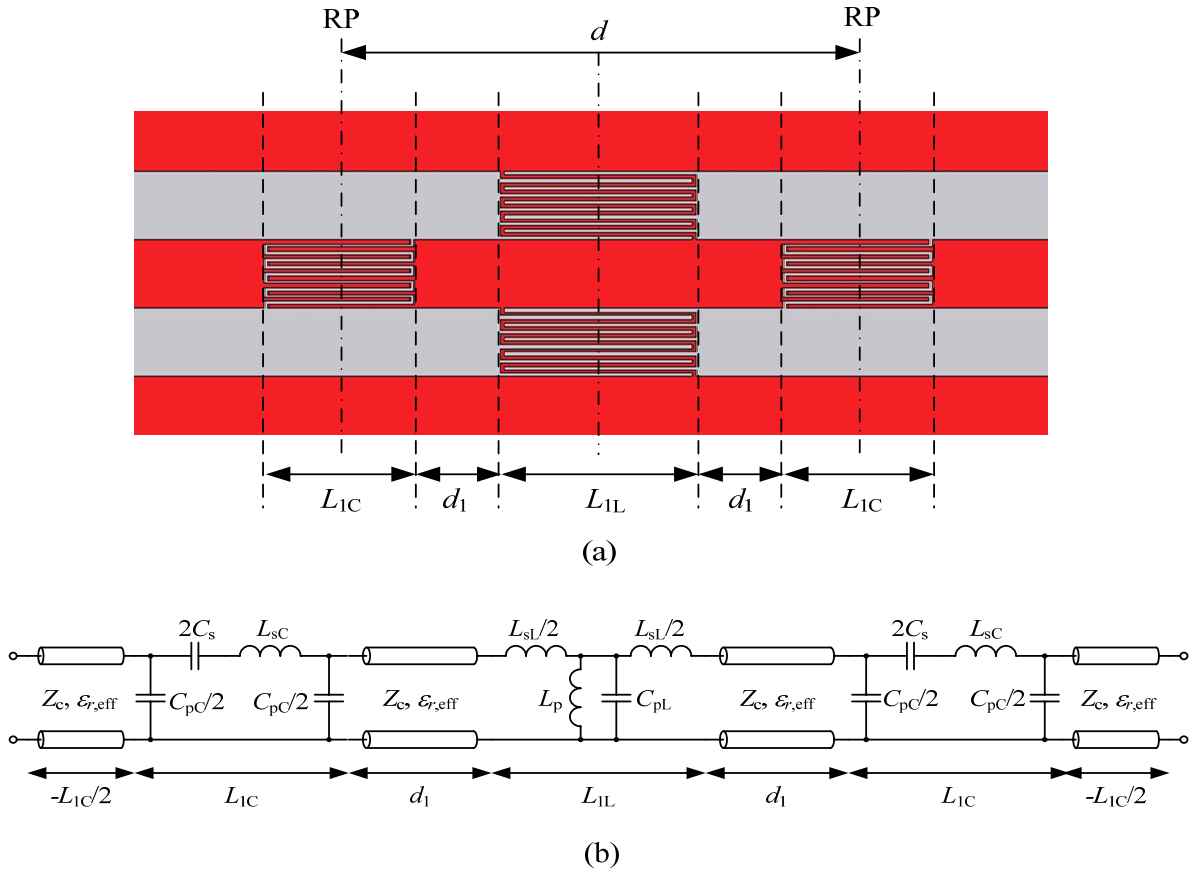 RP RP
d
L1C d1 L1L d1 L1C
(a)
2Cs LsC LsL/2 LsL/2 2Cs LsC
Zc, εr,eff CpC/2 CpC/2 Zc, εr,eff Lp CpL Zc, εr,eff CpC/2 CpC/2 Zc, εr,eff
-L1C/2 L1C d1 L1L d1 L1C -L1C/2
(b)